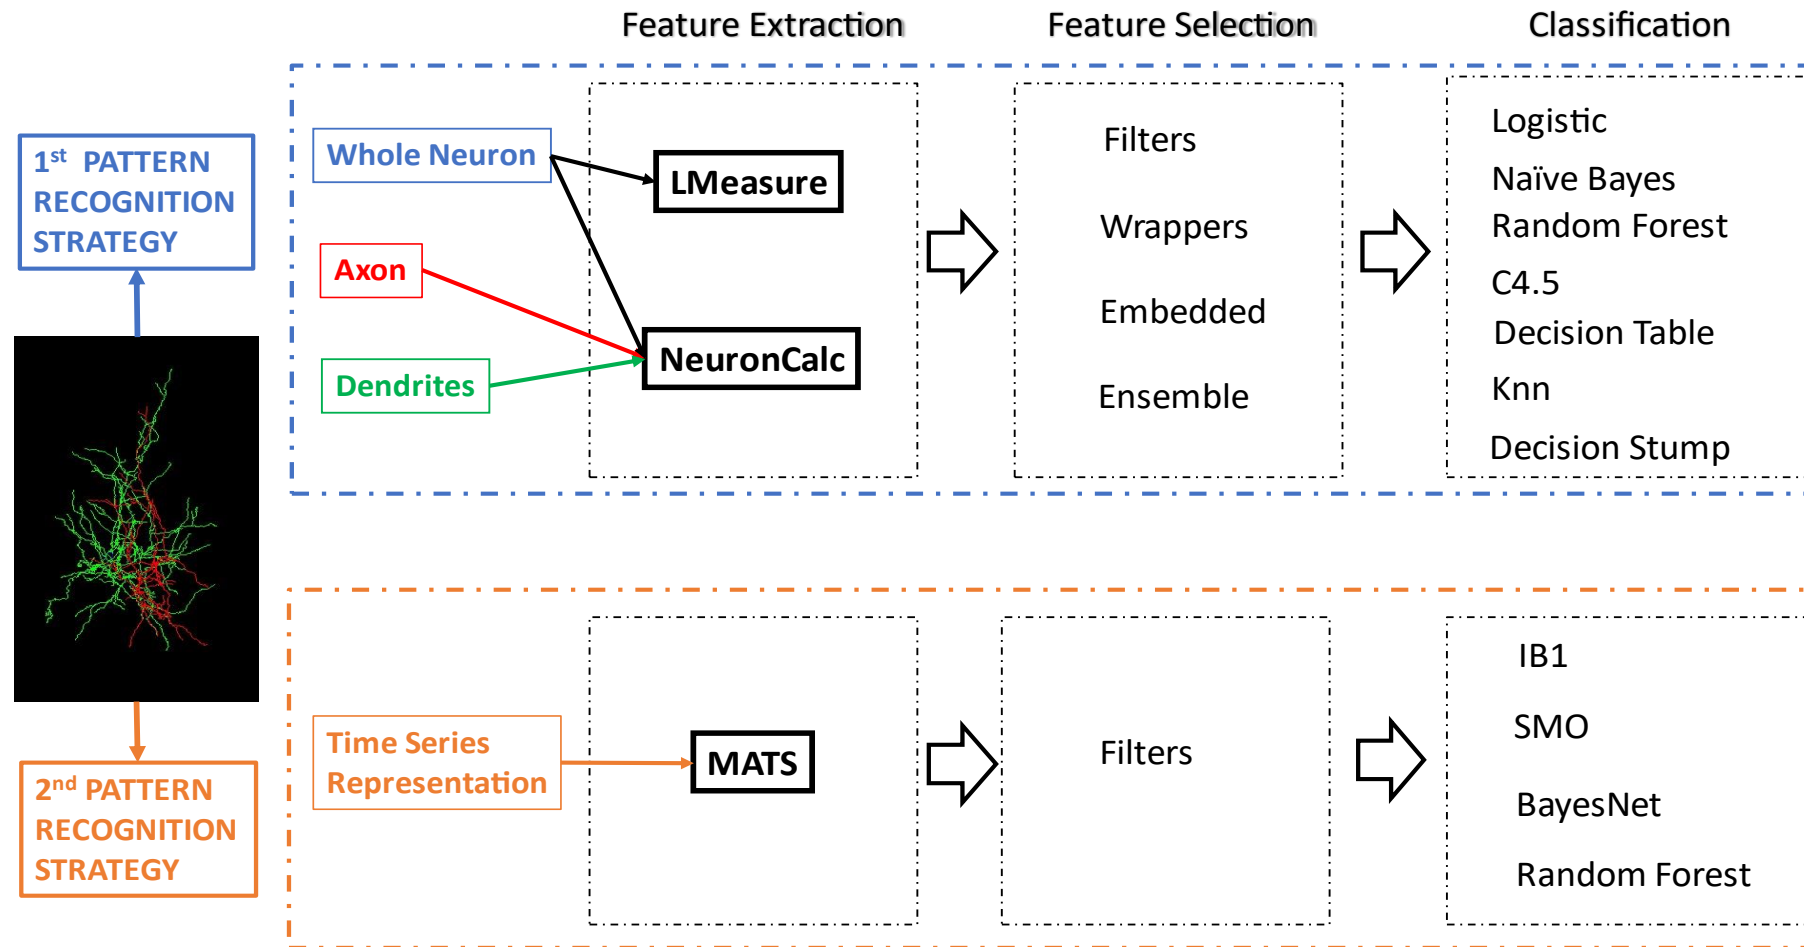 Feature Extraction
Feature Selection
Classification
1st PATTERN
RECOGNITION
STRATEGY
Whole Neuron
Axon
Dendrites
LMeasure
NeuronCalc
Filters
Wrappers
Embedded
Ensemble
Logistic
Naïve Bayes
Random Forest
C4.5
Decision Table
Knn
Decision Stump
2nd PATTERN
RECOGNITION
STRATEGY
Time Series
Representation
MATS
Filters
IB1
SMO
BayesNet
Random Forest